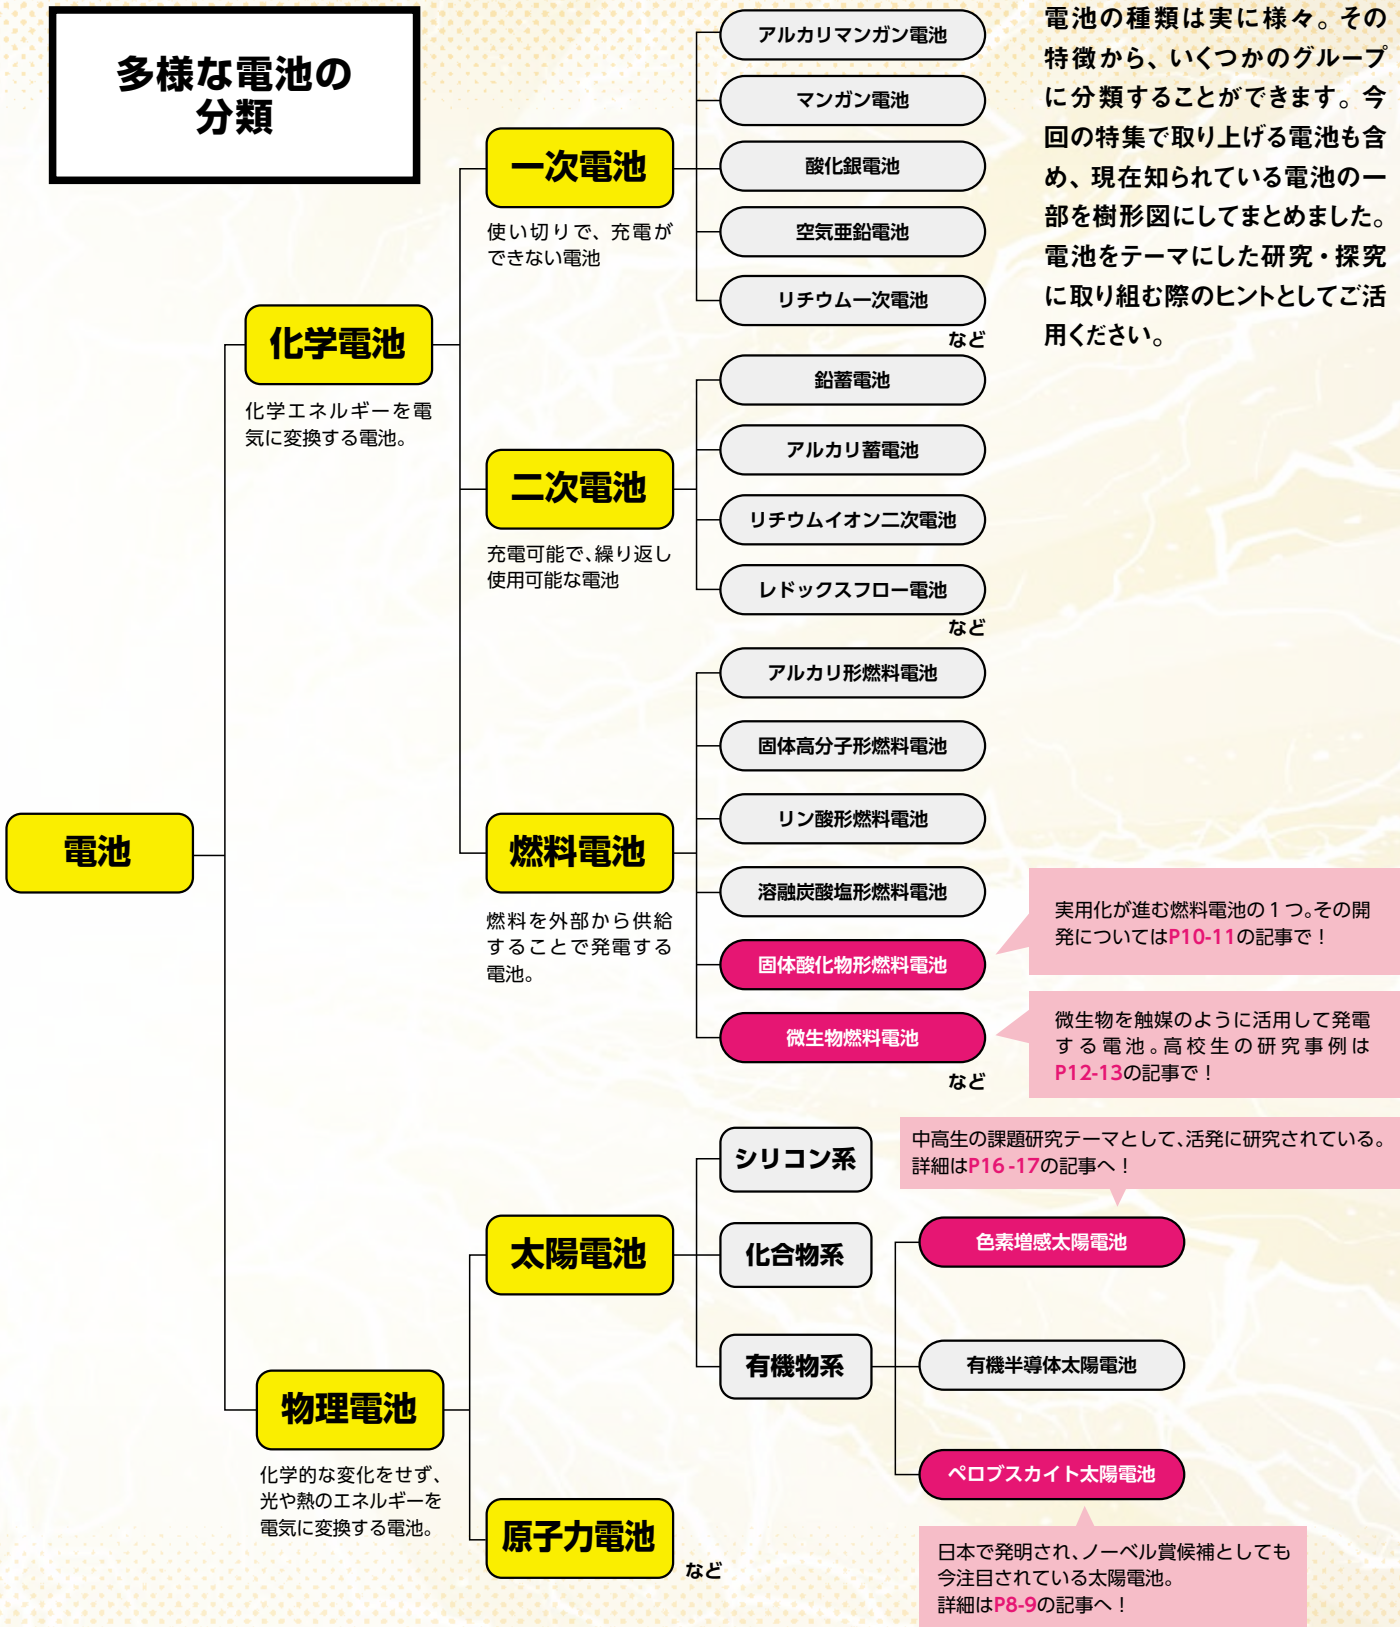 多様な電池の
分類
電池の種類は実に様々。その
特徴から、いくつかのグループ
に分類することができます。今
回の特集で取り上げる電池も含
め、現在知られている電池の一
部を樹形図にしてまとめました。
電池をテーマにした研究・探究
に取り組む際のヒントとしてご活
用ください。
電池
化学電池
化学エネルギーを電
気に変換する電池。
一次電池
使い切りで、充電が
できない電池
アルカリマンガン電池
マンガン電池
酸化銀電池
空気亜鉛電池
リチウム一次電池
など
二次電池
充電可能で、繰り返し
使用可能な電池
鉛蓄電池
アルカリ蓄電池
リチウムイオン二次電池
レドックスフロー電池
など
燃料電池
燃料を外部から供給
することで発電する
電池。
アルカリ形燃料電池
固体高分子形燃料電池
リン酸形燃料電池
溶融炭酸塩形燃料電池
固体酸化物形燃料電池
実用化が進む燃料電池の1つ。その開
発についてはP10-11の記事で！
微生物燃料電池
微生物を触媒のように活用して発電
する電池。高校生の研究事例は
P12-13の記事で！
など
物理電池
化学的な変化をせず、
光や熱のエネルギーを
電気に変換する電池。
太陽電池
シリコン系
化合物系
有機物系
中高生の課題研究テーマとして、活発に研究されている。
詳細はP16-17の記事へ！
色素増感太陽電池
有機半導体太陽電池
ペロブスカイト太陽電池
日本で発明され、ノーベル賞候補としても
今注目されている太陽電池。
詳細はP8-9の記事へ！
原子力電池
など